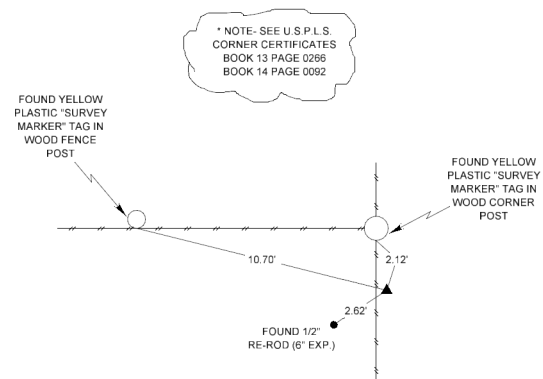 * NOTE- SEE U.S.P.L.S.
CORNER CERTIFICATES
BOOK 13 PAGE 0266
BOOK 14 PAGE 0092
FOUND YELLOW
PLASTIC "SURVEY
MARKER" TAG IN
WOOD FENCE
POST
FOUND YELLOW
PLASTIC "SURVEY
MARKER" TAG IN
WOOD CORNER
POST
10.70'
2.12'
2.62'
FOUND 1/2"
RE-ROD (6" EXP.)